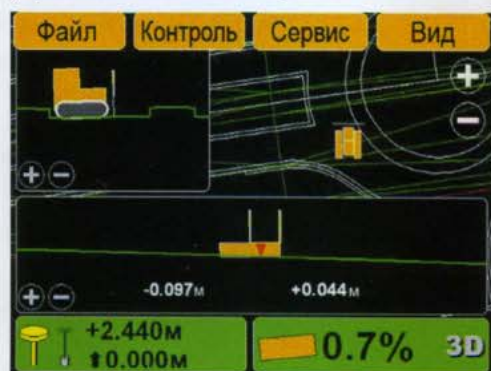 Файл Контроль Сервис Вид
-0.097м +0.044м
+2.440м
0.000м
0.7% 3D